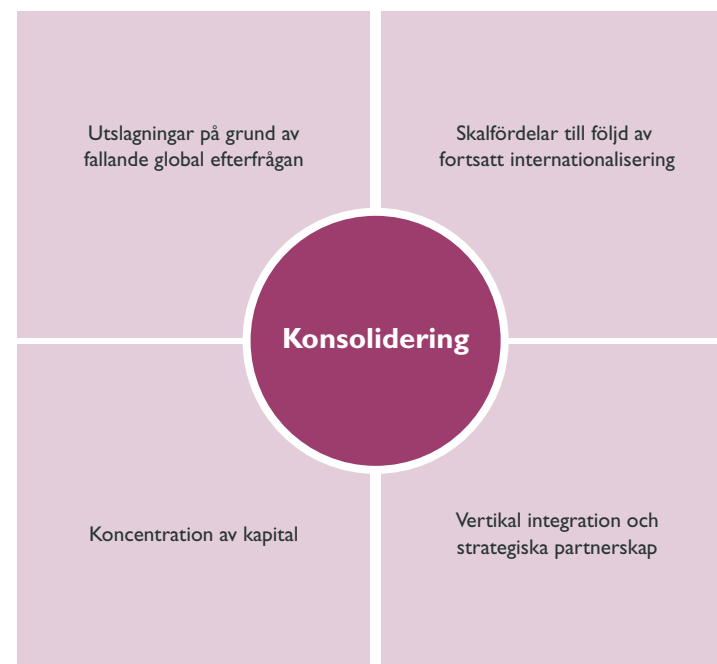 Utslagningar på grund av
fallande global efterfrågan
Skalfördelar till följd av
fortsatt internationalisering
Konsolidering
Koncentration av kapital
Vertikal integration och
strategiska partnerskap